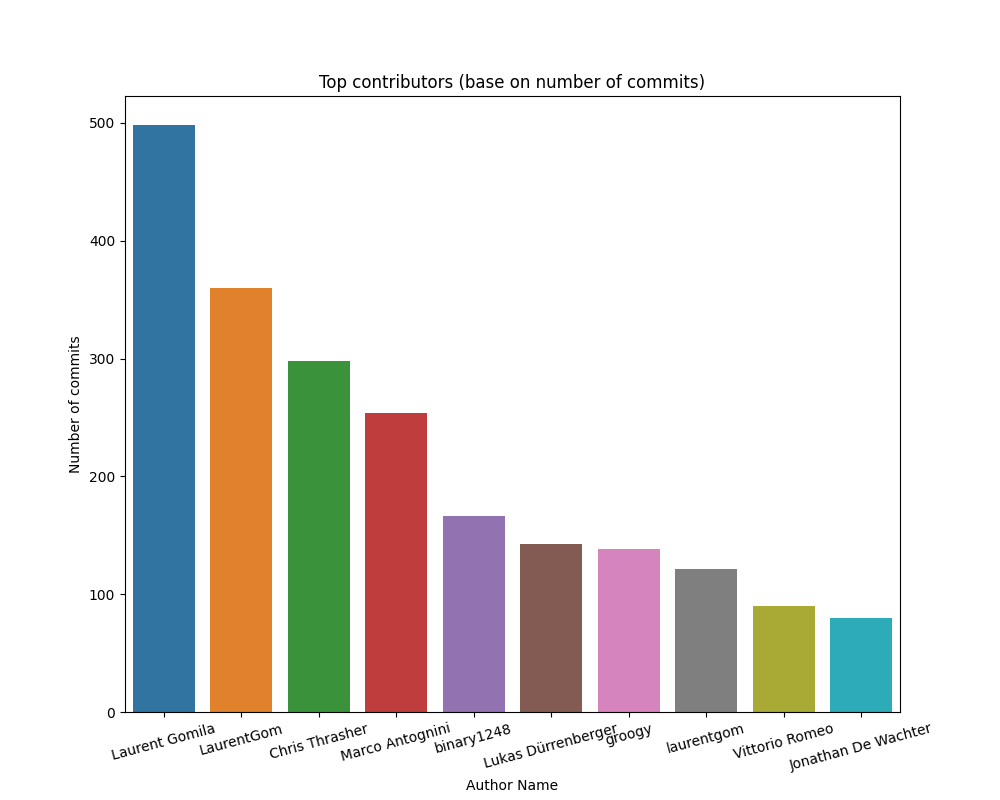 Top contributors (base on number of commits)
500
400
300
200
100
0
Number of commits
Laurent Gomila
LaurentGom
Chris Thrasher
Marco Antognini
binary1248
Lukas Dürrenberger
groogy
laurentgom
Vittorio Romeo
Jonathan De Wachter
Author Name